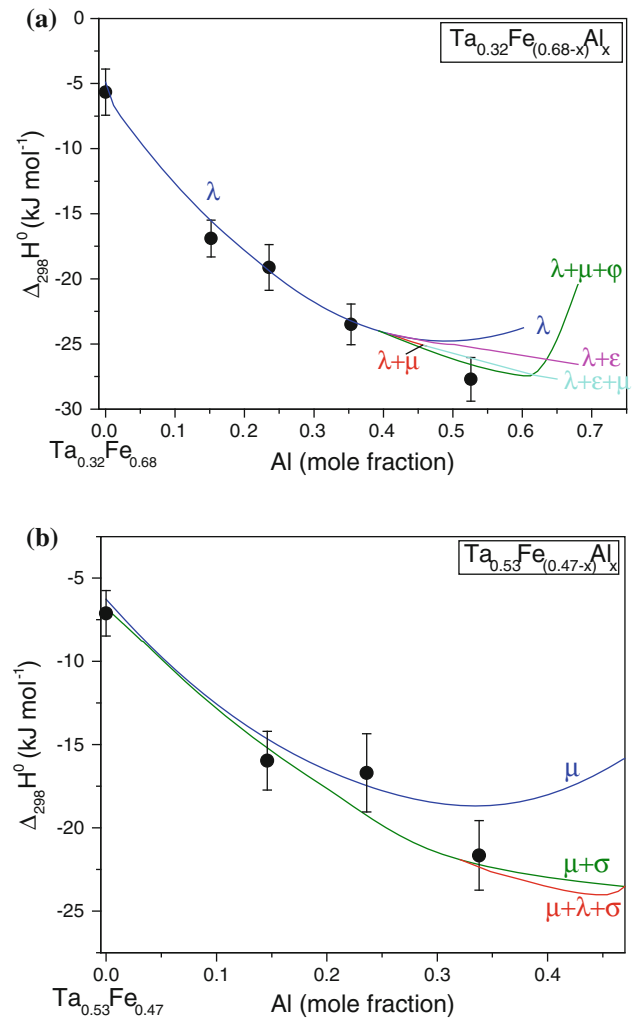 (a)
Ta0.32Fe(0.68-x)Alx
0
-5
-10
-15
-20
-25
-30
Δ298H0 (kJ mol-1)
λ
λ+μ+φ
λ
λ+μ
λ+ε
λ+ε+μ
0.0 0.1 0.2 0.3 0.4 0.5 0.6 0.7
Ta0.32Fe0.68
Al (mole fraction)
(b)
Ta0.53Fe(0.47-x)Alx
-5
-10
-15
-20
-25
Δ298H0 (kJ mol-1)
μ
μ+σ
μ+λ+σ
0.0 0.1 0.2 0.3 0.4
Ta0.53Fe0.47
Al (mole fraction)